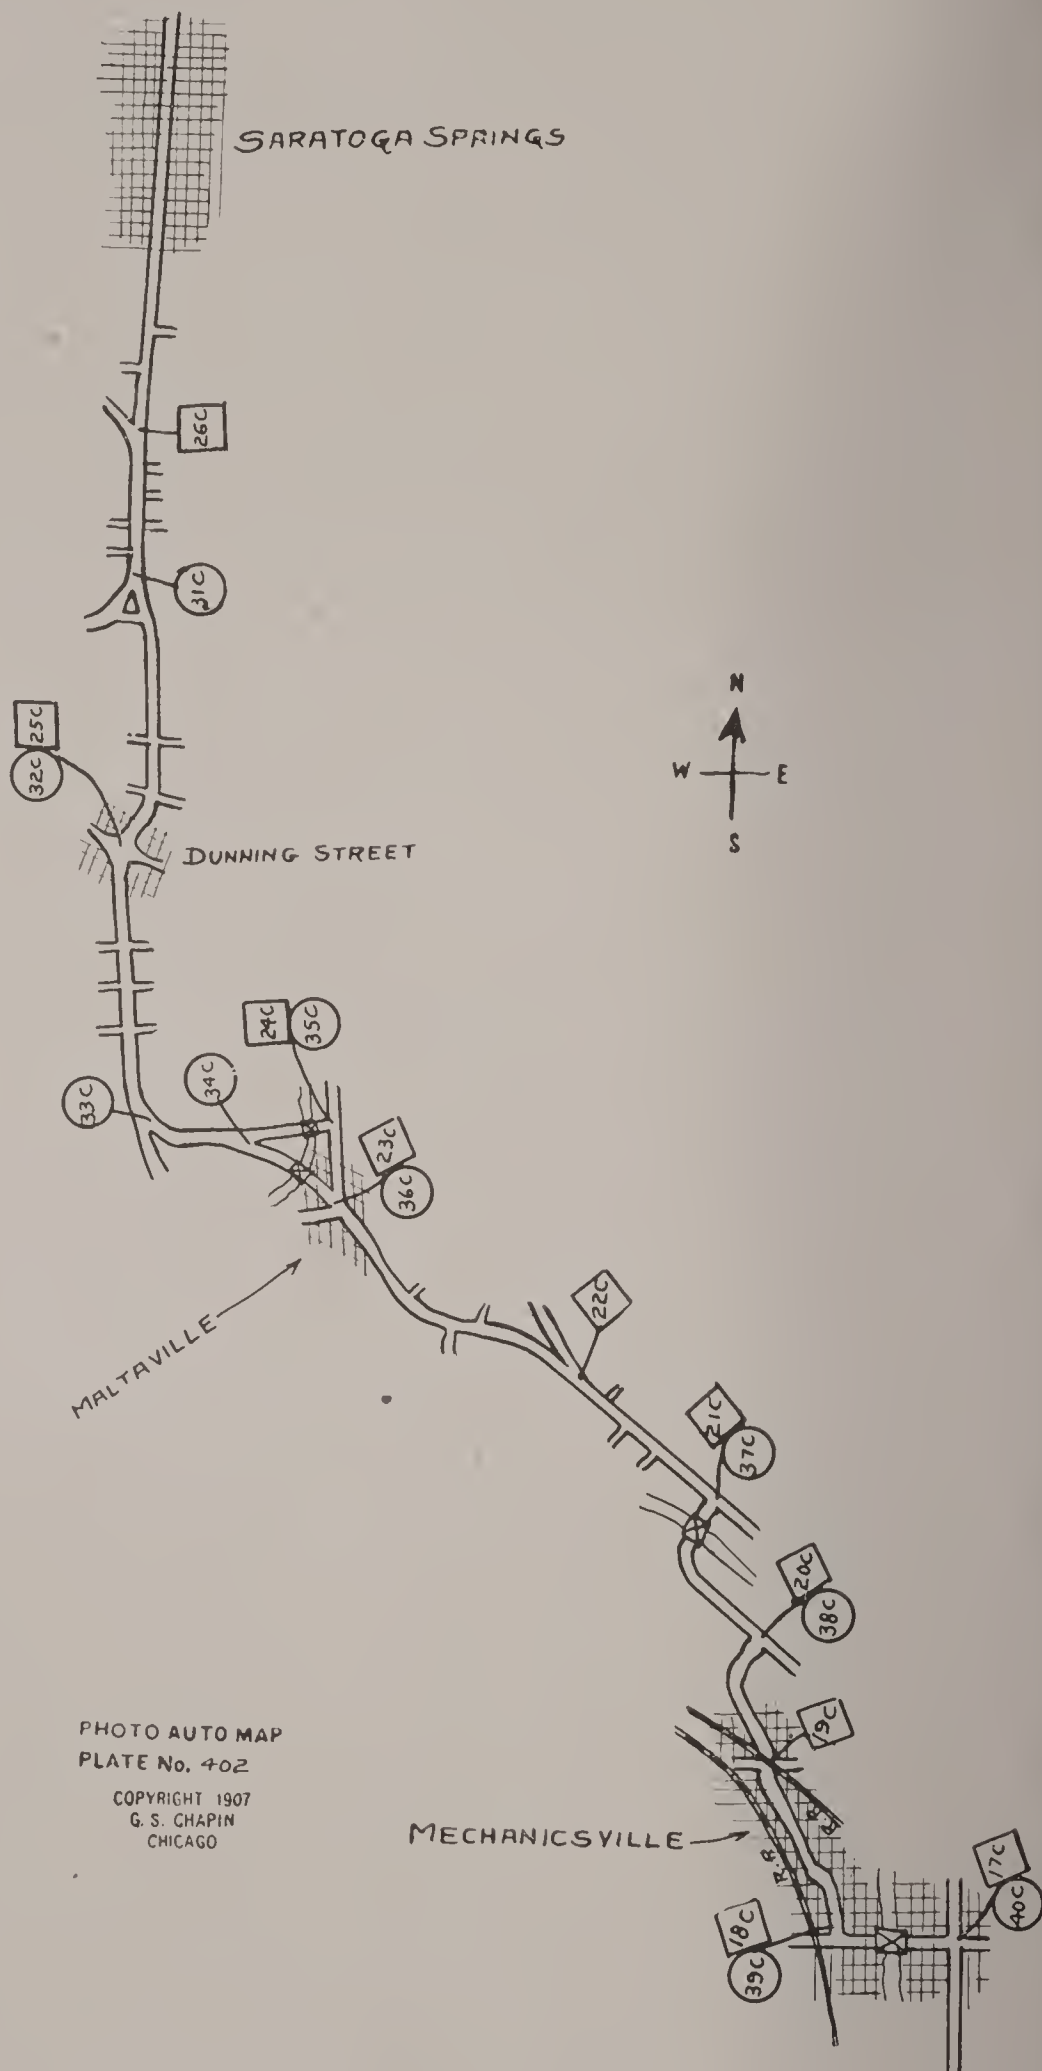 SARATOGA SPRINGS
26C
31C
25C
32C
N
W E
S
DUNNING STREET
24C
35C
34C
33C
23C
36C
MALTAVILLE
22C
21C
37C
20C
38C
19C
PHOTO AUTO MAP
PLATE No. 402
COPYRIGHT 1907
G. S. CHAPIN
CHICAGO
MECHANICSVILLE
R.R.
R.R
17C
40C
18C
39C